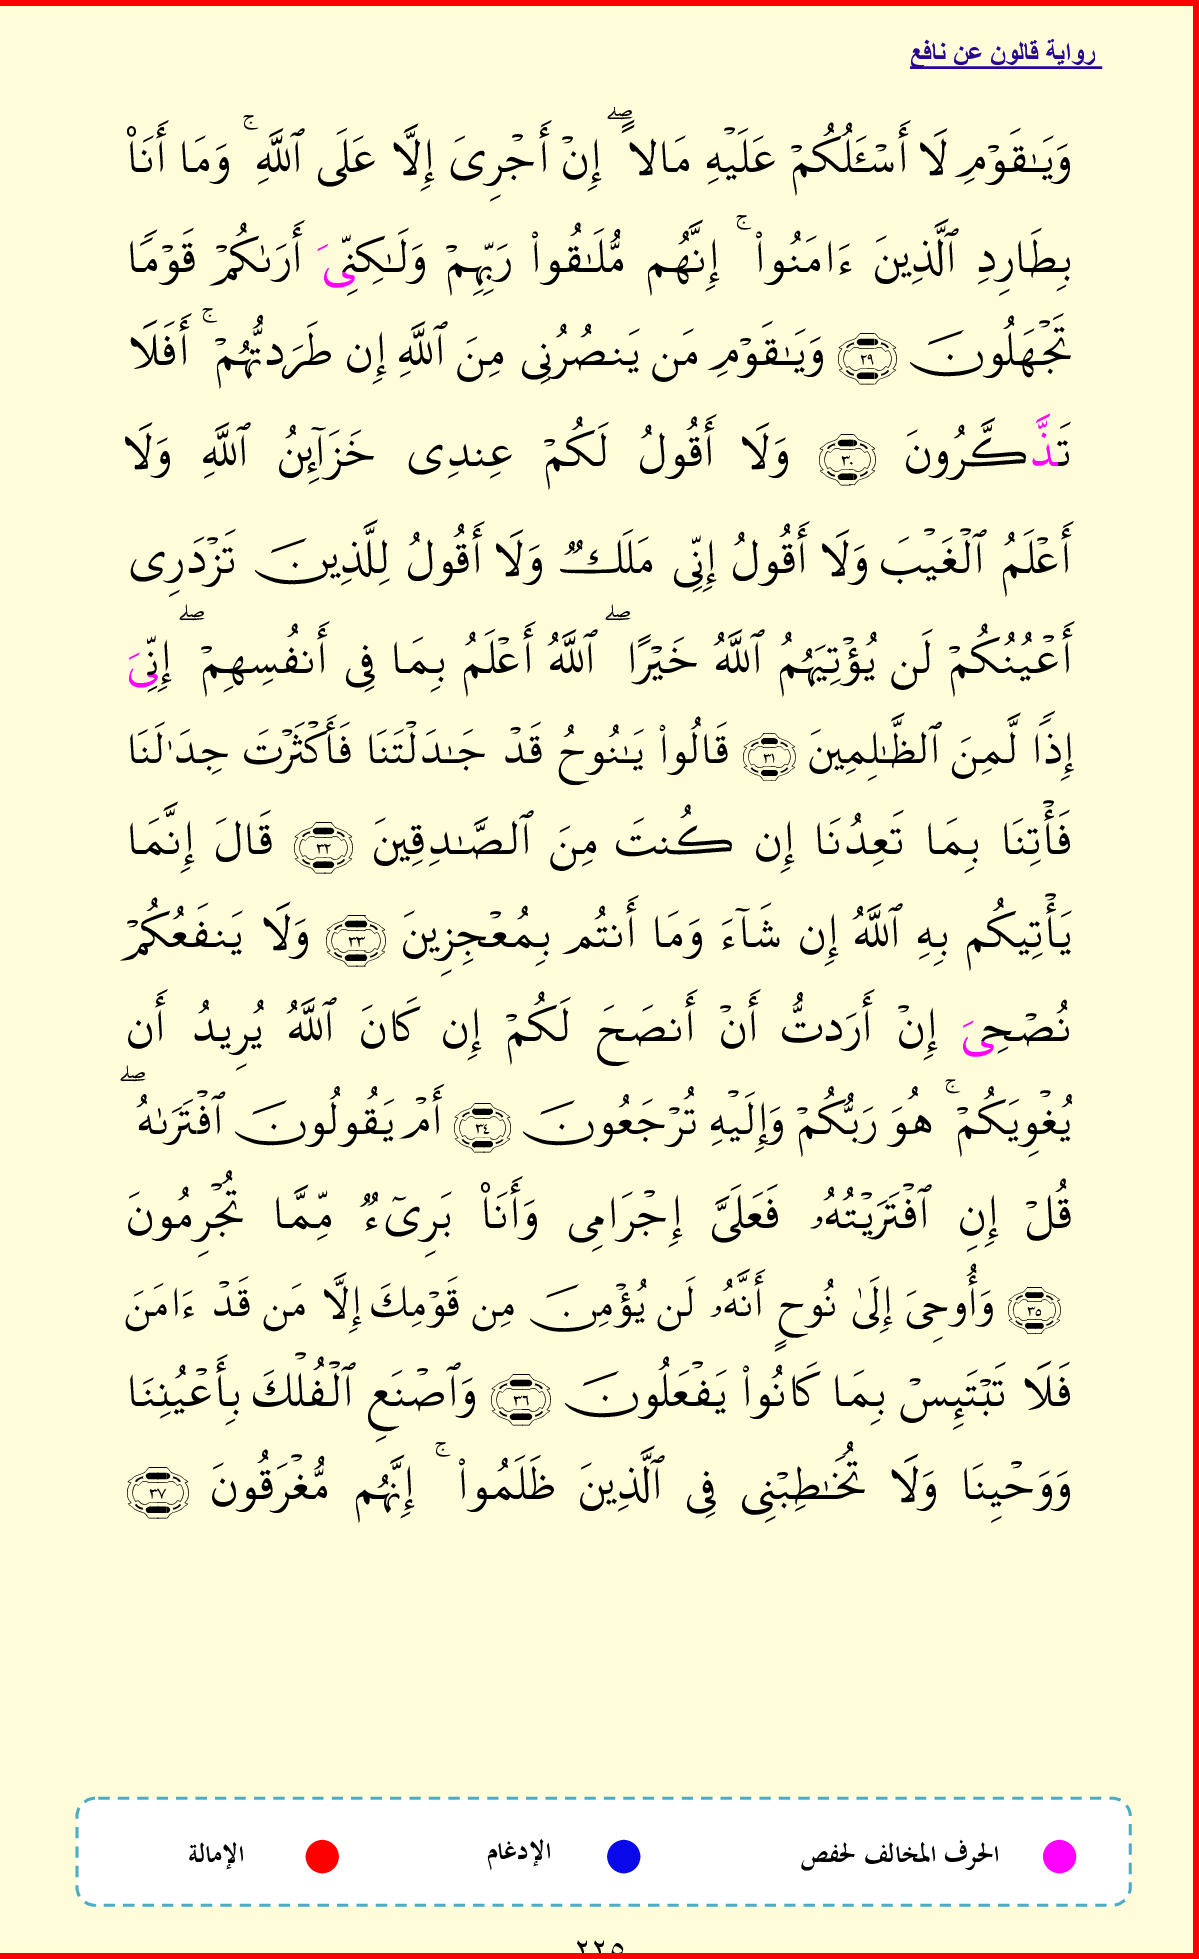 رواية قالون عن نافع
وَيَٰقَوْمِ لَا أَسْـَٔلُكُمْ عَلَيْهِ مَالاً ۖ إِنْ أَجْرِىَ إِلَّا عَلَى ٱللَّهِ ۚ وَمَا أَنَا۠
بِطَارِدِ ٱلَّذِينَ ءَامَنُوا۟ ۚ إِنَّهُم مُّلَٰقُوا۟ رَبِّهِمْ وَلَٰكِنِّىَ أَرَىٰكُمْ قَوْمًا
تَجْهَلُونَ ٢٩ وَيَٰقَوْمِ مَن يَنصُرُنِى مِنَ ٱللَّهِ إِن طَرَدتُّهُمْ ۚ أَفَلَا
تَذَّكَّرُونَ ٣٠ وَلَا أَقُولُ لَكُمْ عِندِى خَزَآئِنُ ٱللَّهِ وَلَا
أَعْلَمُ ٱلْغَيْبَ وَلَا أَقُولُ إِنِّى مَلَكٌ وَلَا أَقُولُ لِلَّذِينَ تَزْدَرِى
أَعْيُنُكُمْ لَن يُؤْتِيَهُمُ ٱللَّهُ خَيْرًا ۖ ٱللَّهُ أَعْلَمُ بِمَا فِى أَنفُسِهِمْ ۖ إِنِّىَ
إِذًا لَّمِنَ ٱلظَّٰلِمِينَ ٣١ قَالُوا۟ يَٰنُوحُ قَدْ جَٰدَلْتَنَا فَأَكْثَرْتَ جِدَٰلَنَا
فَأْتِنَا بِمَا تَعِدُنَا إِن كُنتَ مِنَ ٱلصَّٰدِقِينَ ٣٢ قَالَ إِنَّمَا
يَأْتِيكُم بِهِ ٱللَّهُ إِن شَآءَ وَمَا أَنتُم بِمُعْجِزِينَ ٣٣ وَلَا يَنفَعُكُمْ
نُصْحِىَ إِنْ أَرَدتُّ أَنْ أَنصَحَ لَكُمْ إِن كَانَ ٱللَّهُ يُرِيدُ أَن
يُغْوِيَكُمْ ۚ هُوَ رَبُّكُمْ وَإِلَيْهِ تُرْجَعُونَ ٣٤ أَمْ يَقُولُونَ ٱفْتَرَىٰهُ ۖ
قُلْ إِنِ ٱفْتَرَيْتُهُۥ فَعَلَىَّ إِجْرَامِى وَأَنَا۠ بَرِىٓءٌ مِّمَّا تُجْرِمُونَ
٣٥ وَأُوحِىَ إِلَىٰ نُوحٍ أَنَّهُۥ لَن يُؤْمِنَ مِن قَوْمِكَ إِلَّا مَن قَدْ ءَامَنَ
فَلَا تَبْتَئِسْ بِمَا كَانُوا۟ يَفْعَلُونَ ٣٦ وَٱصْنَعِ ٱلْفُلْكَ بِأَعْيُنِنَا
وَوَحْيِنَا وَلَا تُخَٰطِبْنِى فِى ٱلَّذِينَ ظَلَمُوا۟ ۚ إِنَّهُم مُّغْرَقُونَ ٣٧
الحرف المخالف لحفص الإدغام الإمالة
٢٢٥